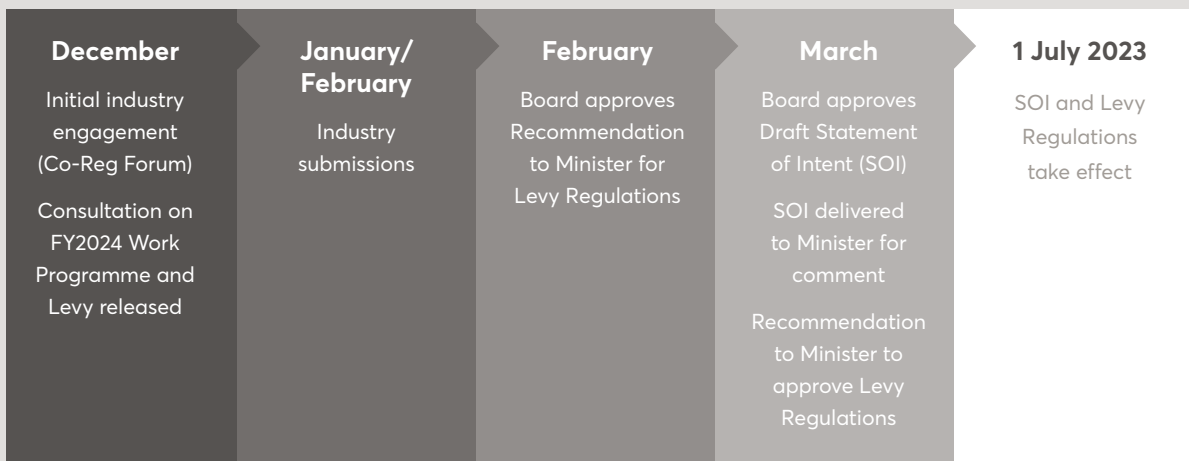 December
Initial industry
engagement
(Co-Reg Forum)
Consultation on
FY2024 Work
Programme and
Levy released
January/
February
Industry
submissions
February
Board approves
Recommendation
to Minister for
Levy Regulations
March
Board approves
Draft Statement
of Intent (SOI)
SOI delivered
to Minister for
comment
Recommendation
to Minister to
approve Levy
Regulations
1 July 2023
SOI and Levy
Regulations
take effect